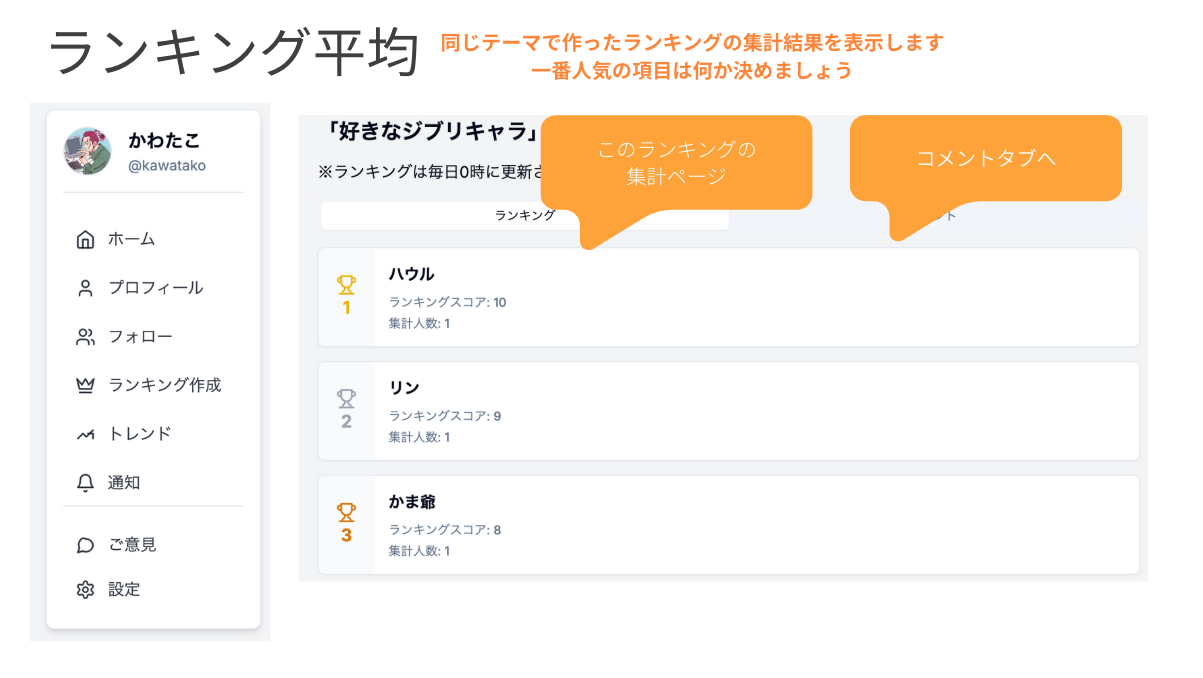 ランキング平均
同じテーマで作ったランキングの集計結果を表示します
一番人気の項目は何か決めましょう
かわたこ
@kawatako
ホーム
プロフィール
フォロー
ランキング作成
トレンド
通知
ご意見
設定
「好きなジブリキャラ」
※ランキングは毎日0時に更新
このランキングの
集計ページ
コメントタブへ
ランキング
ト
1
ハウル
ランキングスコア: 10
集計人数: 1
2
リン
ランキングスコア: 9
集計人数: 1
3
かま爺
ランキングスコア: 8
集計人数: 1